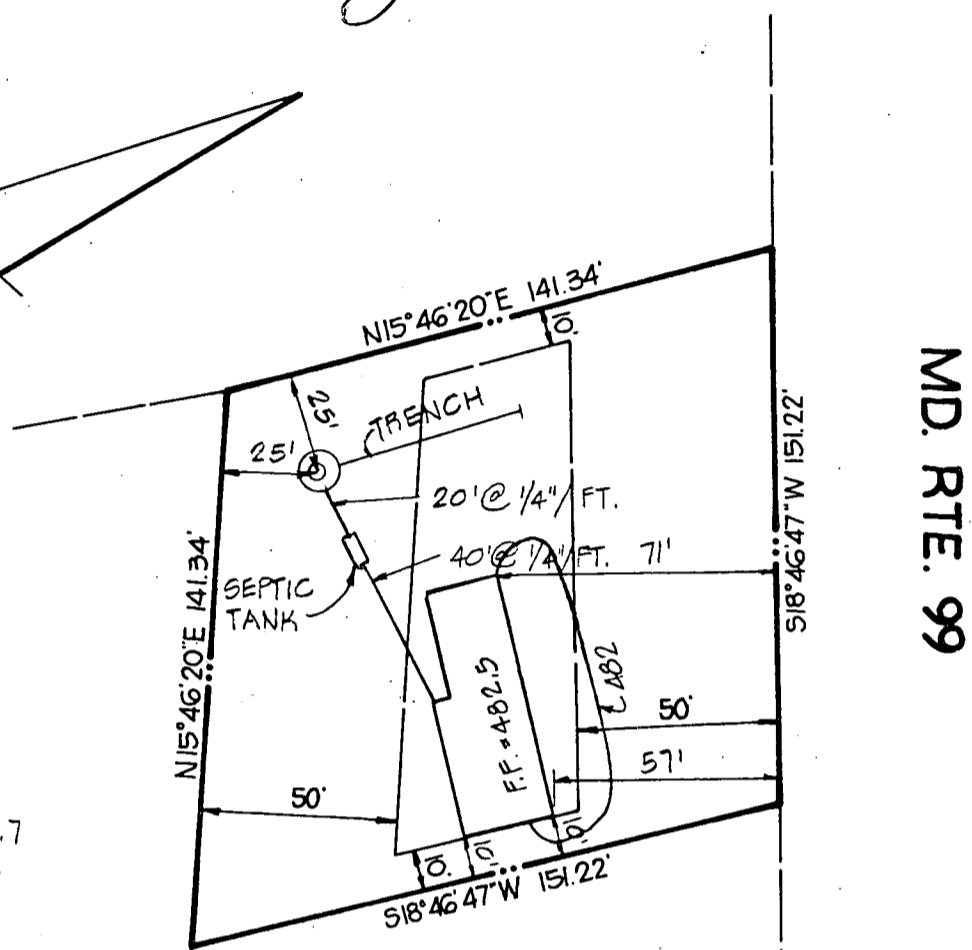 N15°46'20"E 141.34'
10'
25'
TRENCH
25'
20'@ 1/4"/FT.
40'@ 1/4"/FT. 71'
SEPTIC
TANK
N15°46'20"E 141.34'
S18°46'47"W 151.22'
MD. RTE. 99
F.F.=482.5
482
50'
57'
50'
.7
10'
10'
10'
S18°46'47"W 151.22'